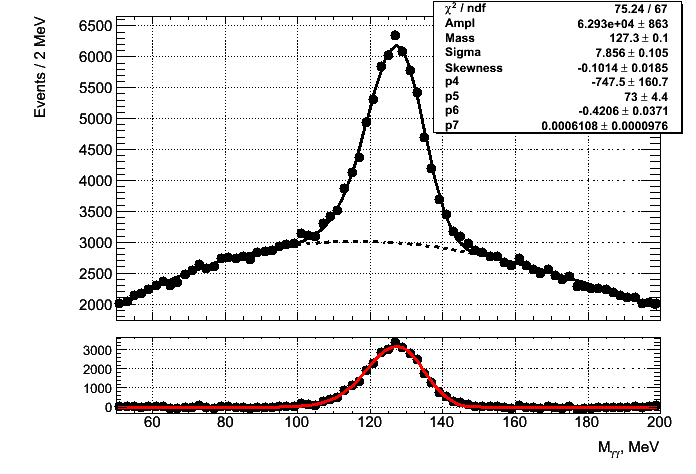 χ² / ndf 75.24 / 67
Ampl 6.293e+04 ± 863
Mass 127.3 ± 0.1
Sigma 7.856 ± 0.105
Skewness -0.1014 ± 0.0185
p4 -747.5 ± 160.7
p5 73 ± 4.4
p6 -0.4206 ± 0.0371
p7 0.0006108 ± 0.0000976
Events / 2 MeV
6500
6000
5500
5000
4500
4000
3500
3000
2500
2000
3000
2000
1000
0
60 80 100 120 140 160 180 200
Mγγ, MeV